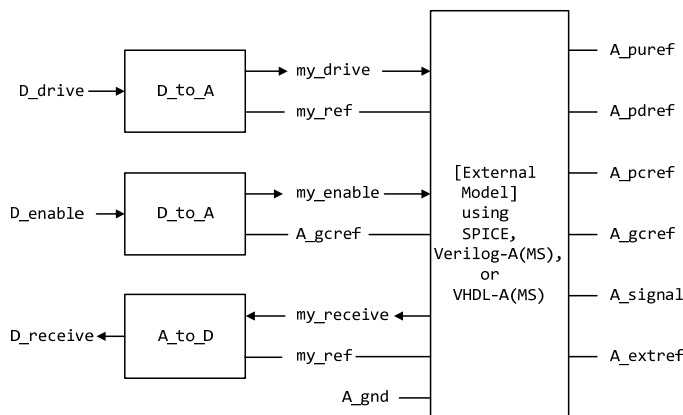 D_drive
D_to_A
my_drive
my_ref
D_enable
D_to_A
my_enable
A_gcref
D_receive
A_to_D
my_receive
my_ref
A_gnd
[External
Model]
using
SPICE,
Verilog-A(MS),
or
VHDL-A(MS)
A_puref
A_pdref
A_pcref
A_gcref
A_signal
A_extref